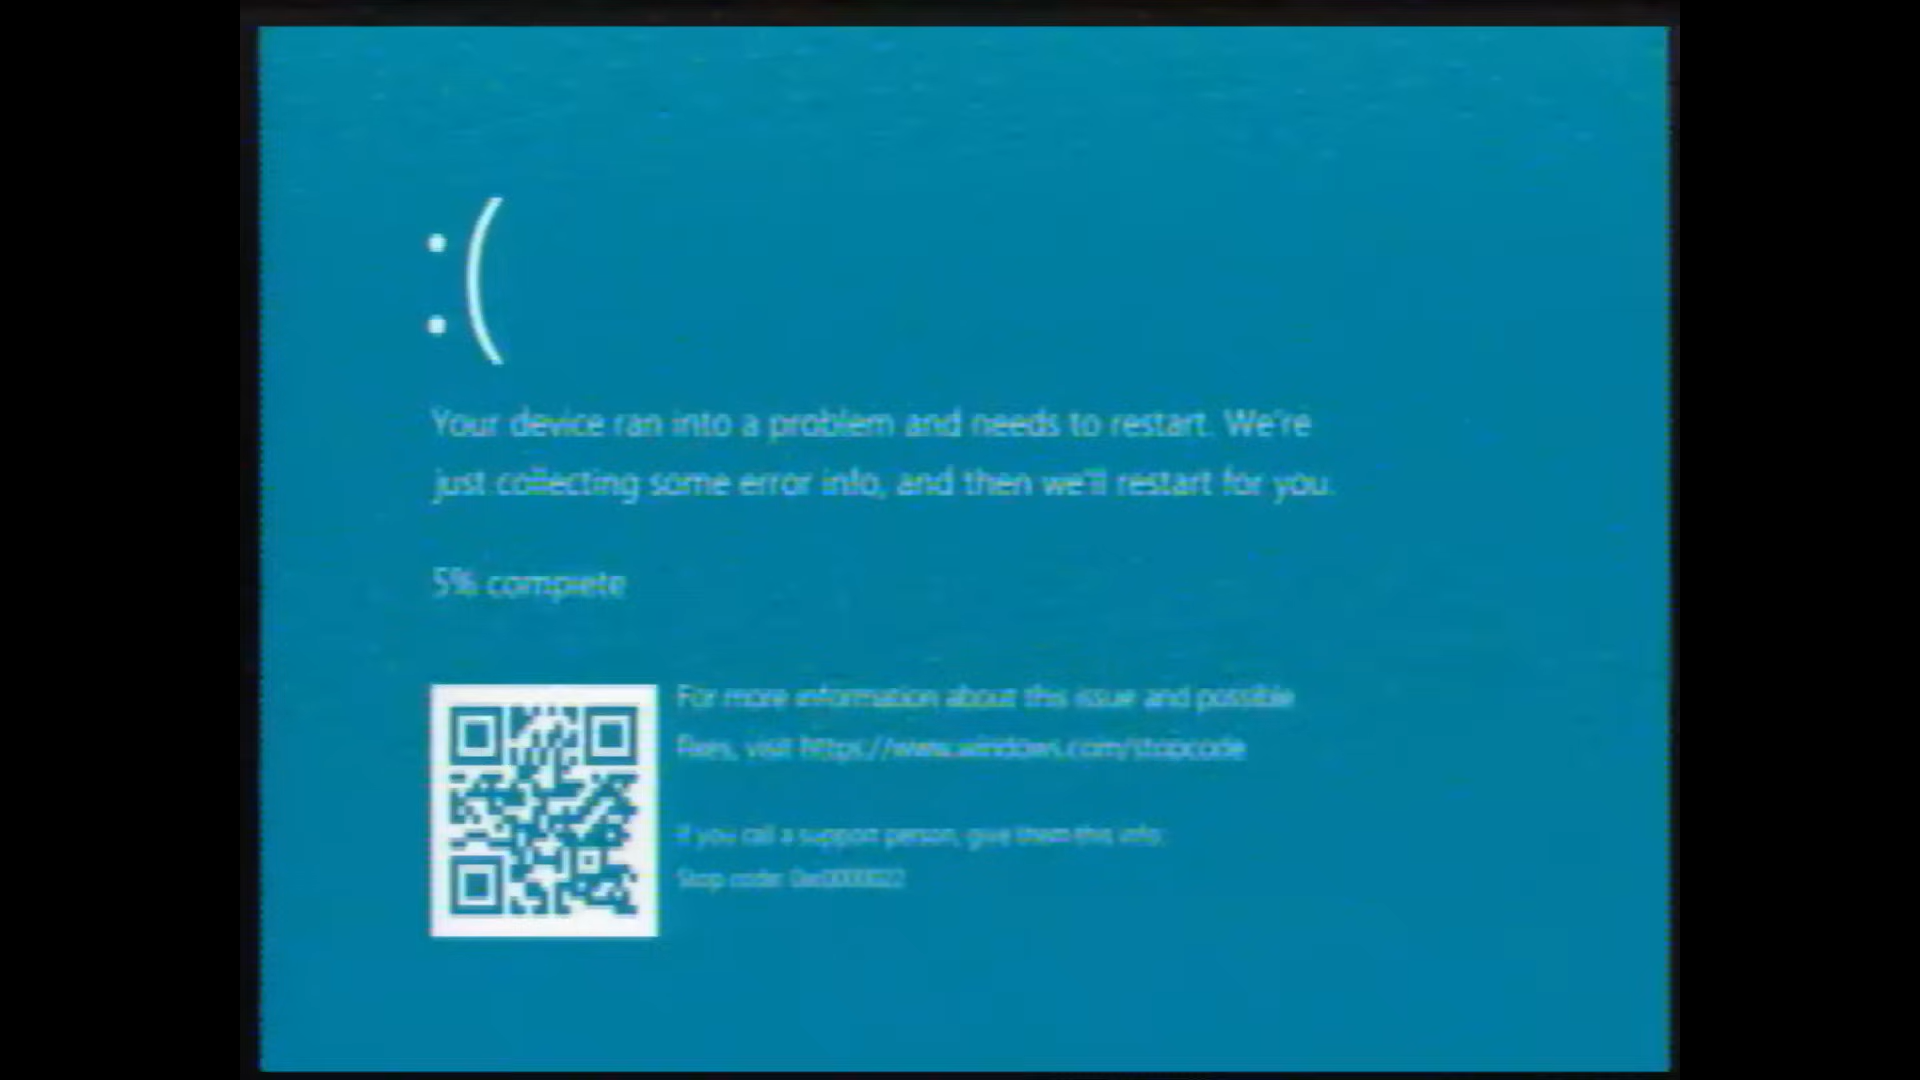 :(
Your device ran into a problem and needs to restart. We're
just collecting some error info, and then we'll restart for you.
5% complete
For more information about this issue and possible
fixes, visit https://www.windows.com/stopcode
If you call a support person, give them this info:
Stop code: